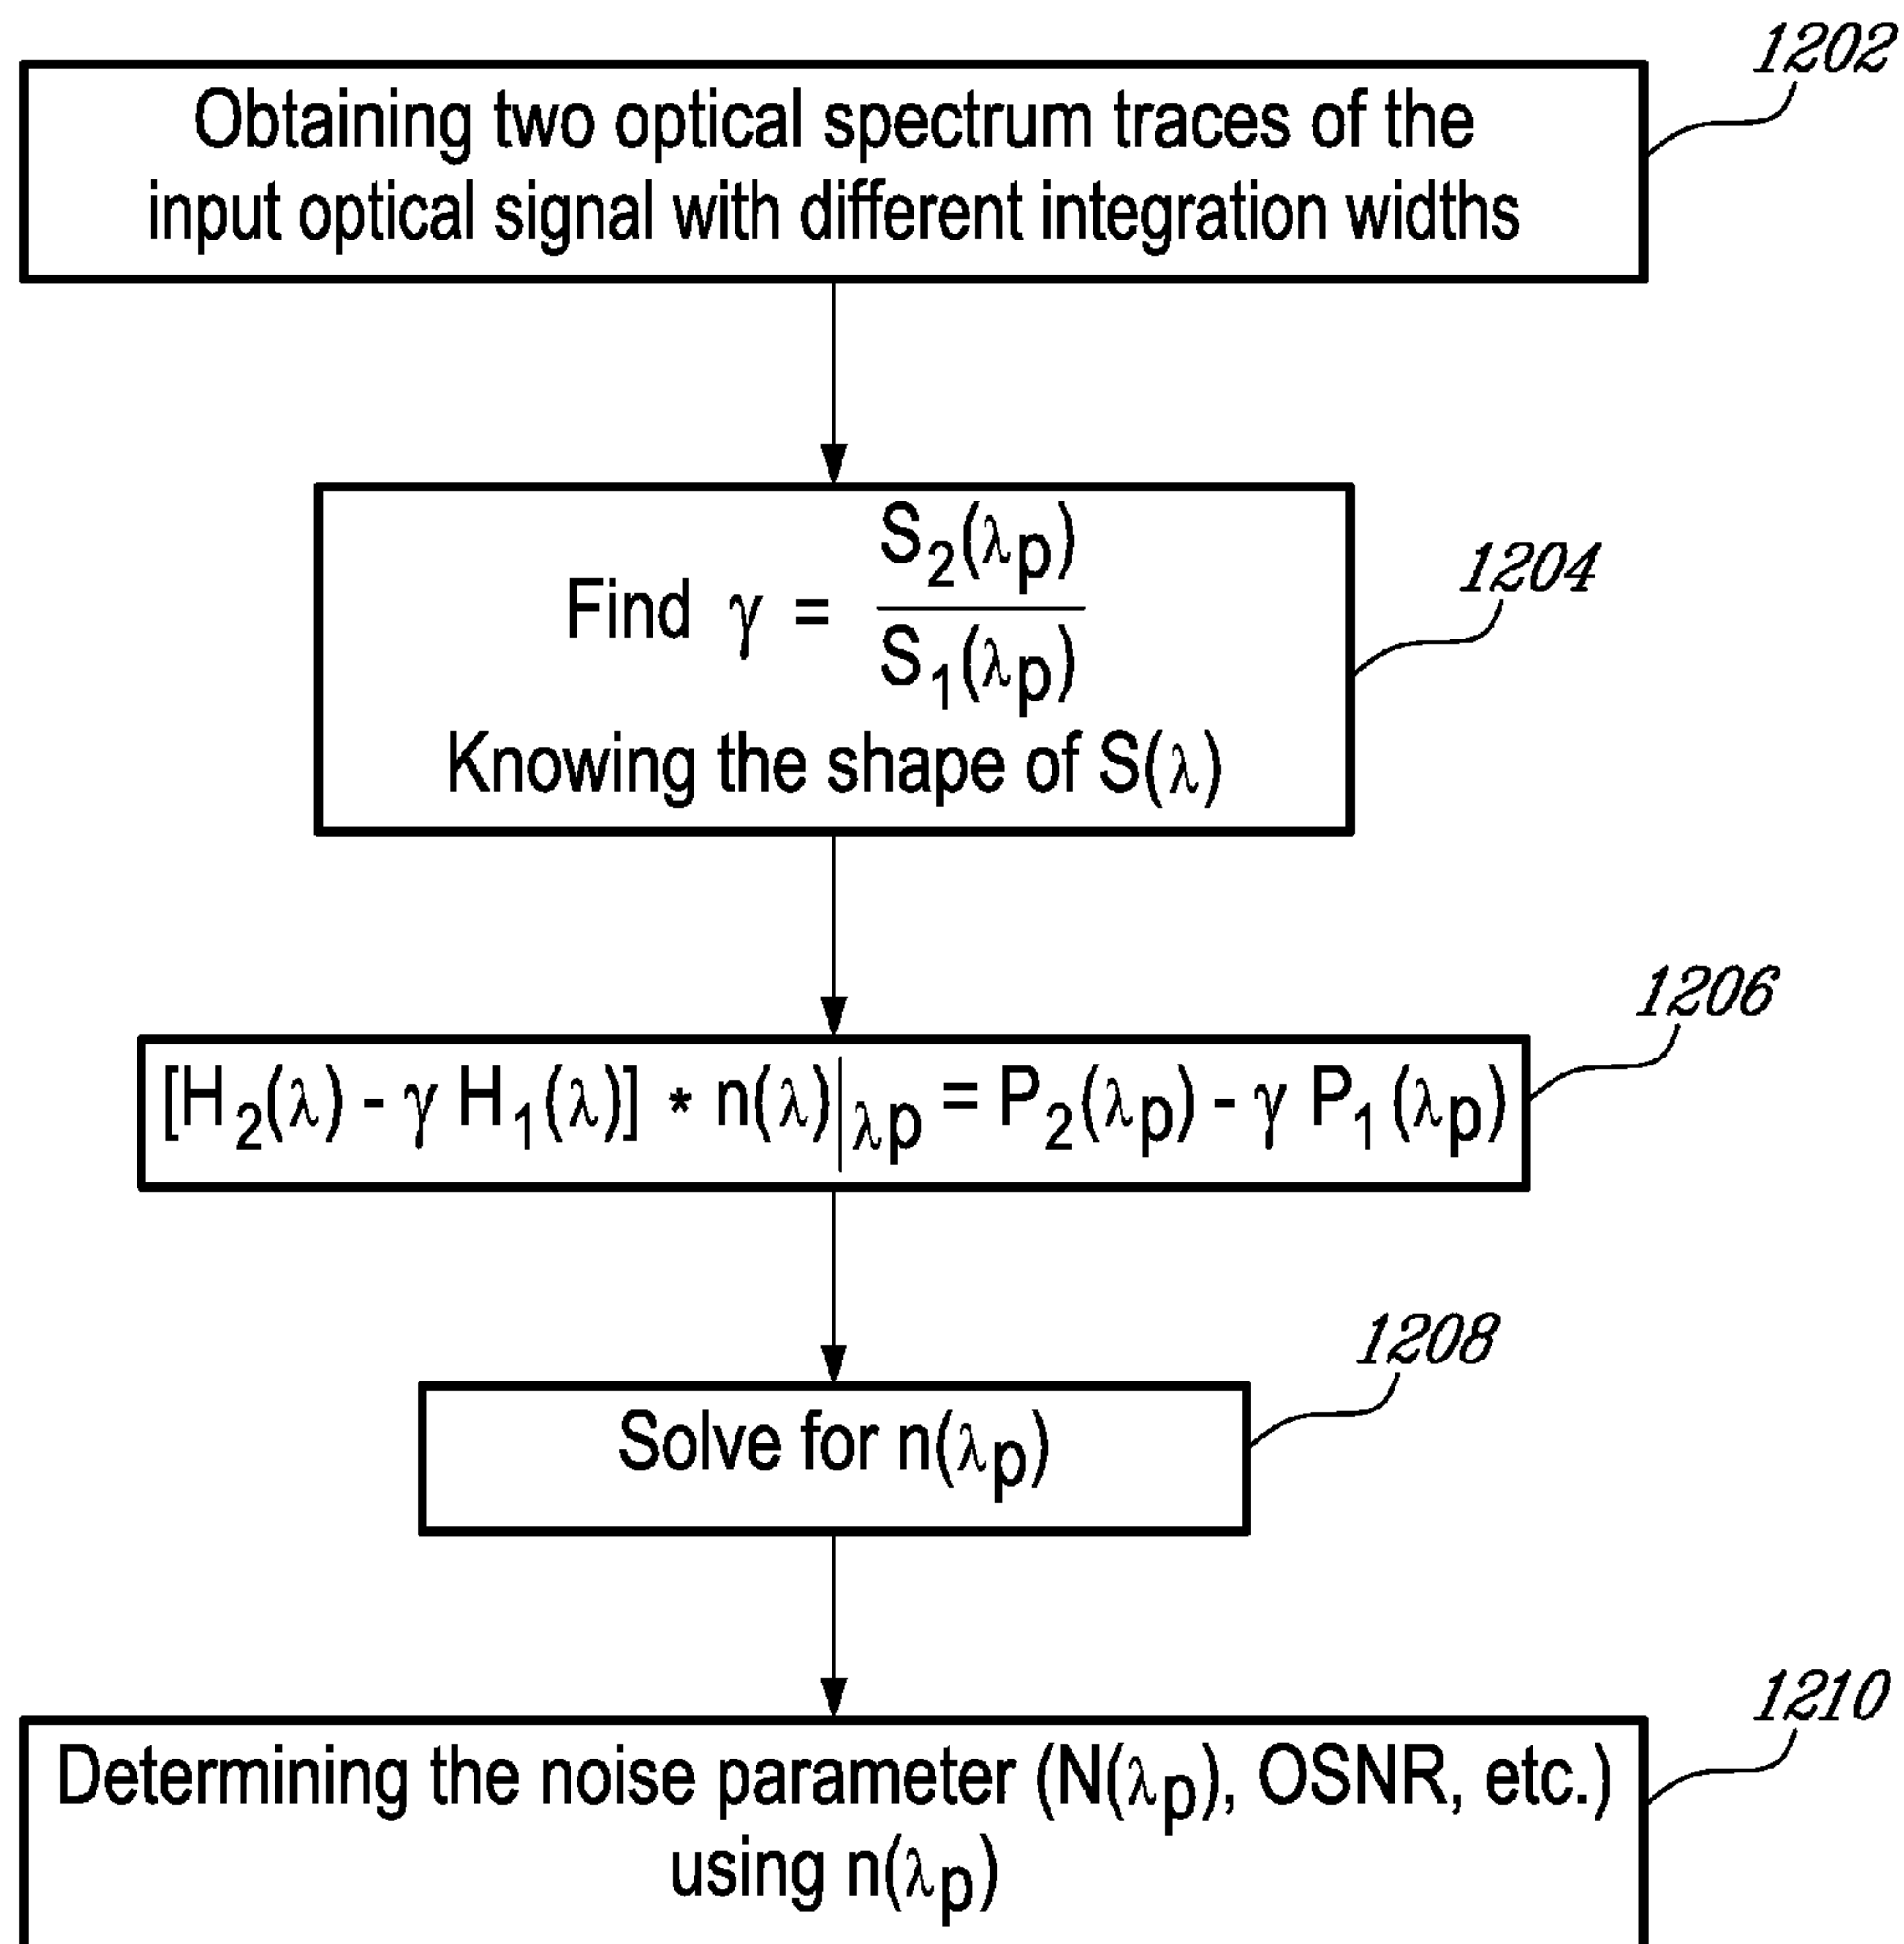 1202
Obtaining two optical spectrum traces of the
input optical signal with different integration widths
1204
Find γ = S₂(λp) / S₁(λp)
Knowing the shape of S(λ)
1206
[H₂(λ) - γ H₁(λ)] * n(λ)|λp = P₂(λp) - γ P₁(λp)
1208
Solve for n(λp)
1210
Determining the noise parameter (N(λp), OSNR, etc.)
using n(λp)